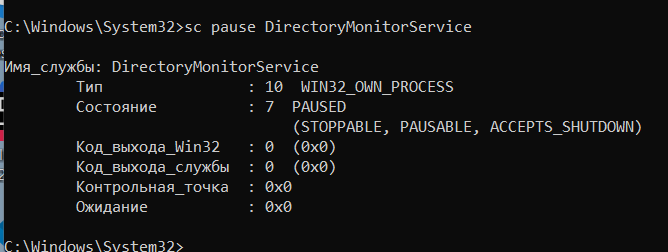 C:\Windows\System32>sc pause DirectoryMonitorService
Имя_службы: DirectoryMonitorService
Тип : 10 WIN32_OWN_PROCESS
Состояние : 7 PAUSED
(STOPPABLE, PAUSABLE, ACCEPTS_SHUTDOWN)
Код_выхода_Win32 : 0 (0x0)
Код_выхода_службы : 0 (0x0)
Контрольная_точка : 0x0
Ожидание : 0x0
C:\Windows\System32>